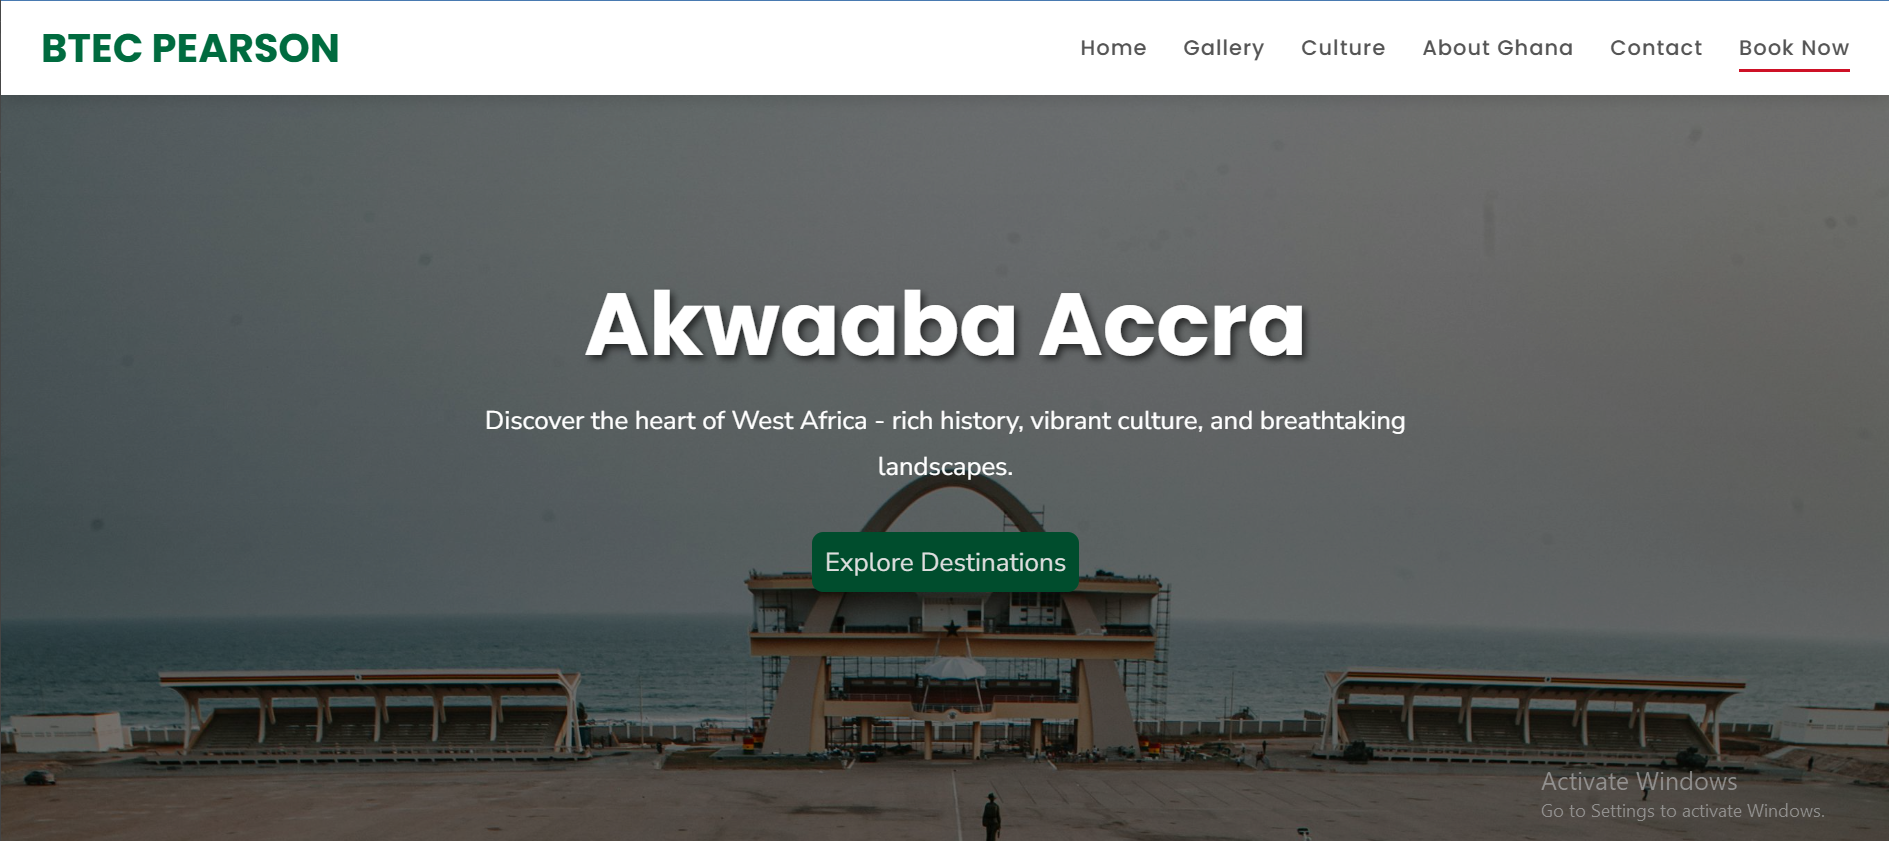 BTEC PEARSON
Home Gallery Culture About Ghana Contact Book Now
Akwaaba Accra
Discover the heart of West Africa - rich history, vibrant culture, and breathtaking
landscapes.
Explore Destinations
Activate Windows
Go to Settings to activate Windows.